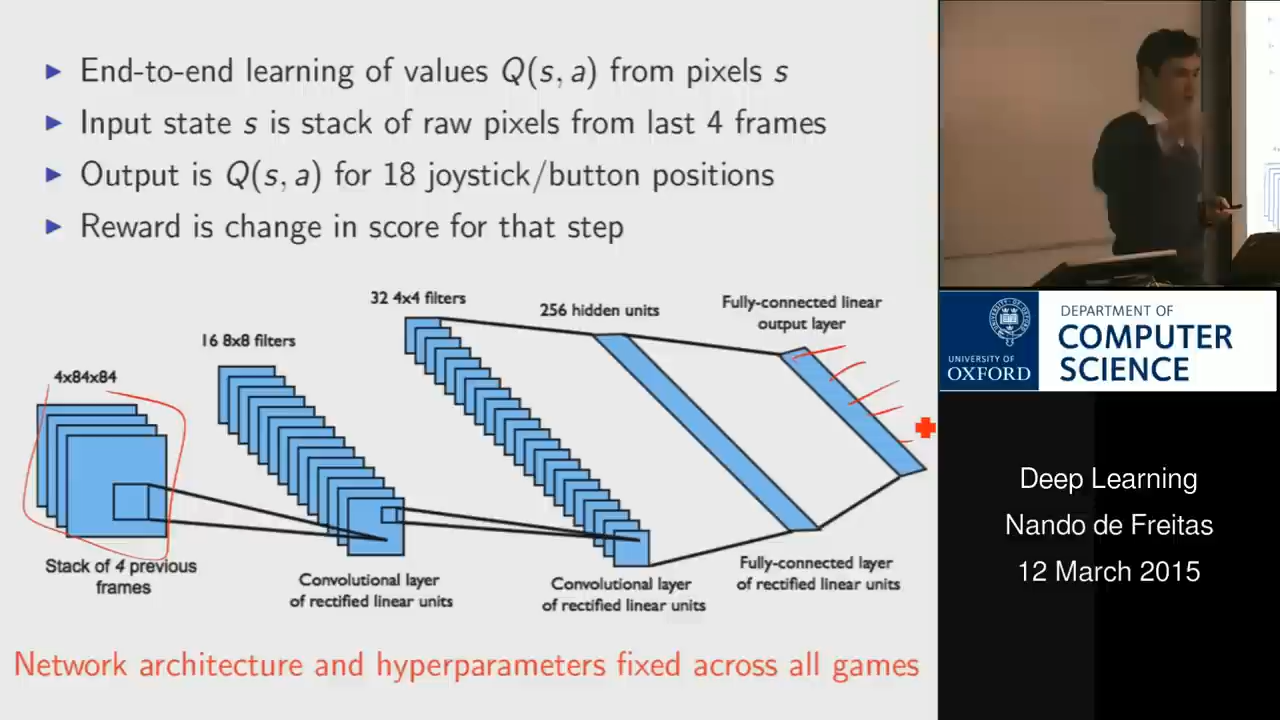 End-to-end learning of values Q(s, a) from pixels s
Input state s is stack of raw pixels from last 4 frames
Output is Q(s, a) for 18 joystick/button positions
Reward is change in score for that step
4x84x84
16 8x8 filters
32 4x4 filters
256 hidden units
Fully-connected linear
output layer
Stack of 4 previous
frames
Convolutional layer
of rectified linear units
Convolutional layer
of rectified linear units
Fully-connected layer
of rectified linear units
Network architecture and hyperparameters fixed across all games
UNIVERSITY OF
OXFORD
DEPARTMENT OF
COMPUTER
SCIENCE
Deep Learning
Nando de Freitas
12 March 2015